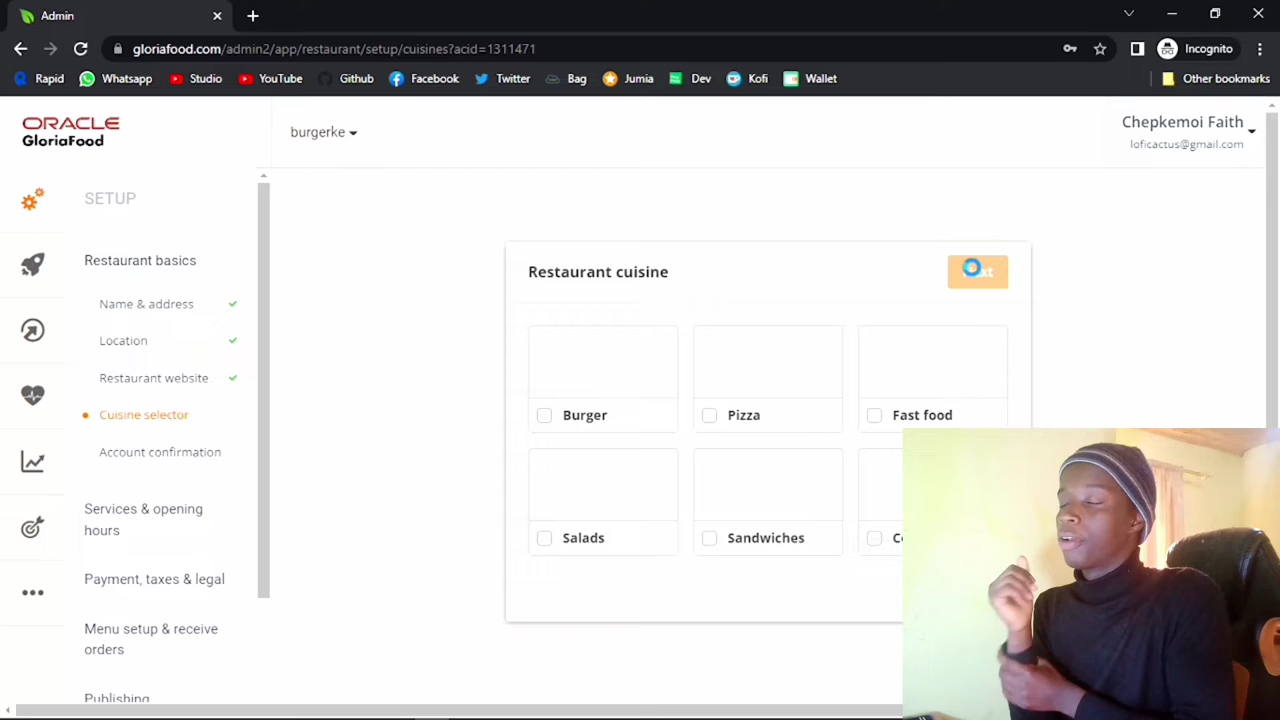 Admin
gloriafood.com/admin2/app/restaurant/setup/cuisines?acid=1311471
Incognito
Rapid
Whatsapp
Studio
YouTube
Github
Facebook
Twitter
Bag
Jumia
Dev
Kofi
Wallet
Other bookmarks
ORACLE
GloriaFood
burgerke
Chepkemoi Faith
loficactus@gmail.com
SETUP
Restaurant basics
Name & address
Location
Restaurant website
Cuisine selector
Account confirmation
Services & opening
hours
Payment, taxes & legal
Menu setup & receive
orders
Publishing
Restaurant cuisine
Burger
Pizza
Fast food
Salads
Sandwiches